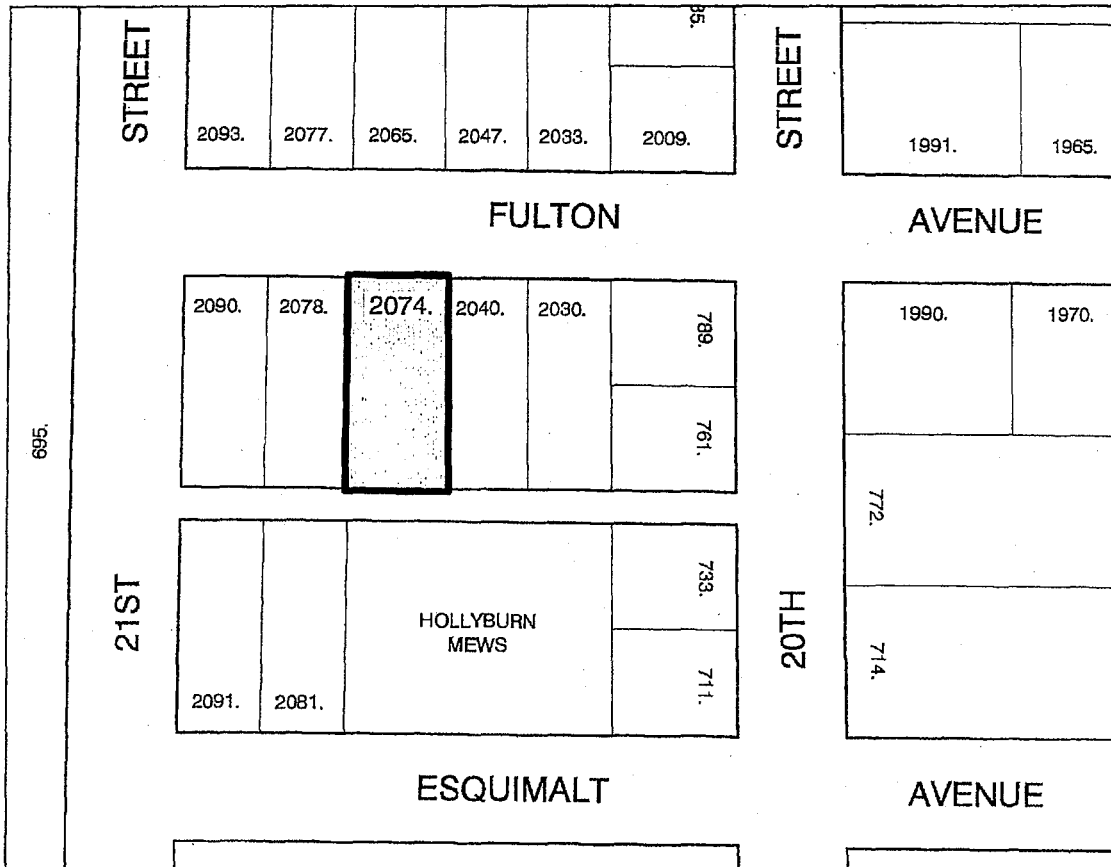 STREET
STREET
2093.
2077.
2065.
2047.
2033.
2009.
1991.
1965.
FULTON
AVENUE
2090.
2078.
2074.
2040.
2030.
789.
1990.
1970.
761.
695.
772.
21ST
HOLLYBURN
MEWS
733.
20TH
714.
711.
2091.
2081.
ESQUIMALT
AVENUE